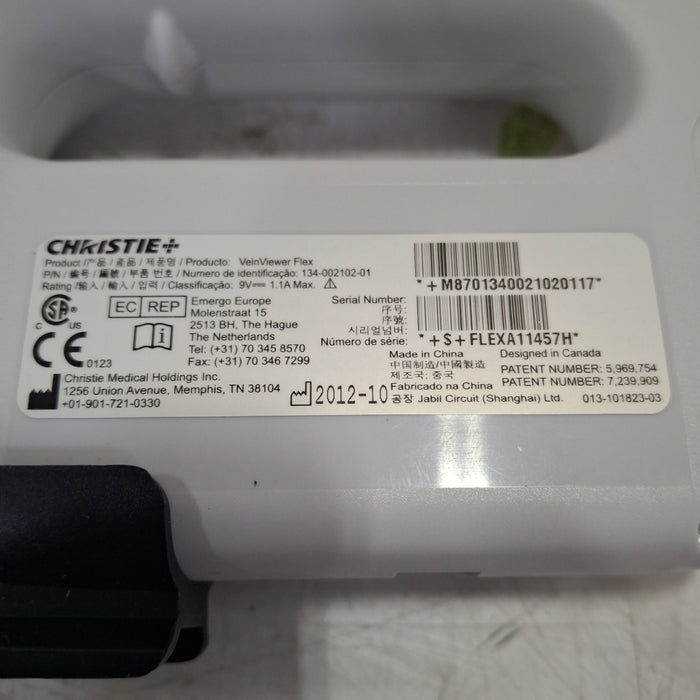 CHRISTIE+
Product /产品 / 產品 / 제품명 / Producto: VeinViewer Flex
P/N / 编号 / 編號 / 부품 번호 / Numero de identificação: 134-002102-01
Rating /输入 / 輸入 / 입력 / Classificação: 9V 1.1A Max.
*+M8701340021020117*
Serial Number:
序号:
序號:
시리얼넘버:
Número de série:
*+S+FLEXA11457H*
SA
C US
EC REP
Emergo Europe
Molenstraat 15
2513 BH, The Hague
The Netherlands
Tel: (+31) 70 345 8570
Fax: (+31) 70 346 7299
CE 0123
Made in China
中国制造/中國製造
제조국: 중국
Fabricado na China
Designed in Canada
PATENT NUMBER: 5,969,754
PATENT NUMBER: 7,239,909
Christie Medical Holdings Inc.
1256 Union Avenue, Memphis, TN 38104
+01-901-721-0330
2012-10
공장 Jabil Circuit (Shanghai) Ltd.
013-101823-03